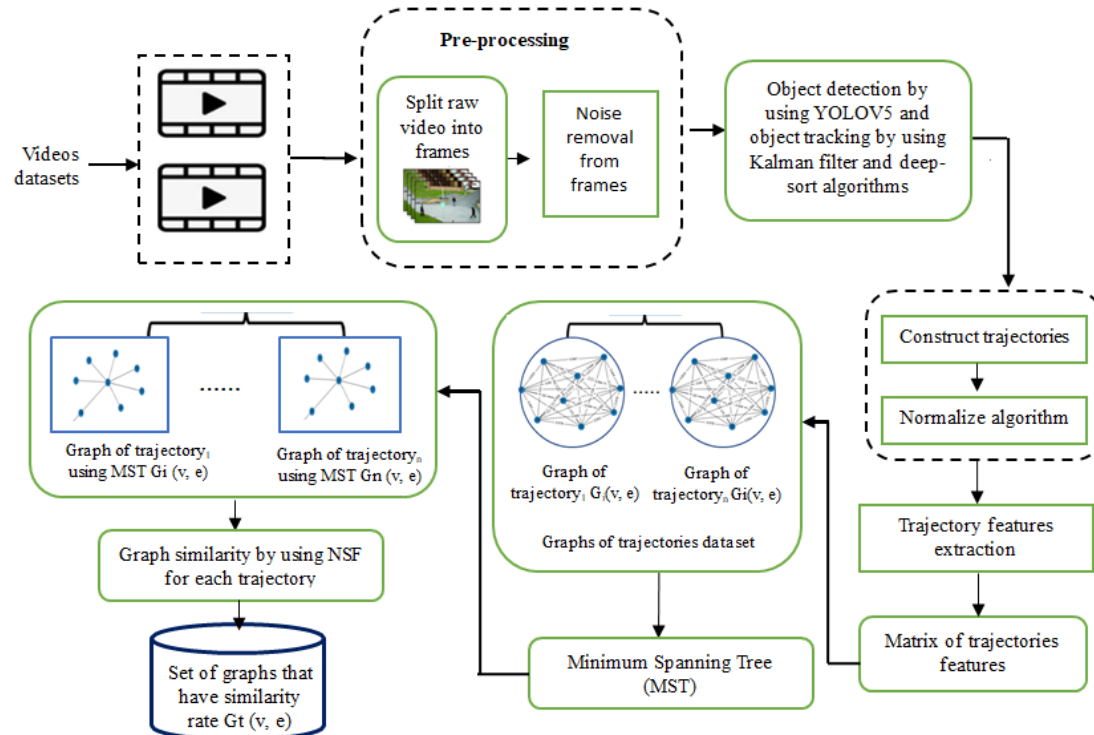 Pre-processing
Videos
datasets
Split raw
video into
frames
Noise
removal
from
frames
Object detection by
using YOLOV5 and
object tracking by using
Kalman filter and deep-
sort algorithms
Construct trajectories
Normalize algorithm
Trajectory features
extraction
Matrix of trajectories
features
......
.....
Graph of
trajectory₁ Gᵢ(v, e)
Graph of
trajectoryₙ Gi(v, e)
Graphs of trajectories dataset
Minimum Spanning Tree
(MST)
Graph of trajectory₁
using MST Gi (v, e)
Graph of trajectoryₙ
using MST Gn (v, e)
Graph similarity by using NSF
for each trajectory
Set of graphs that
have similarity
rate Gt (v, e)